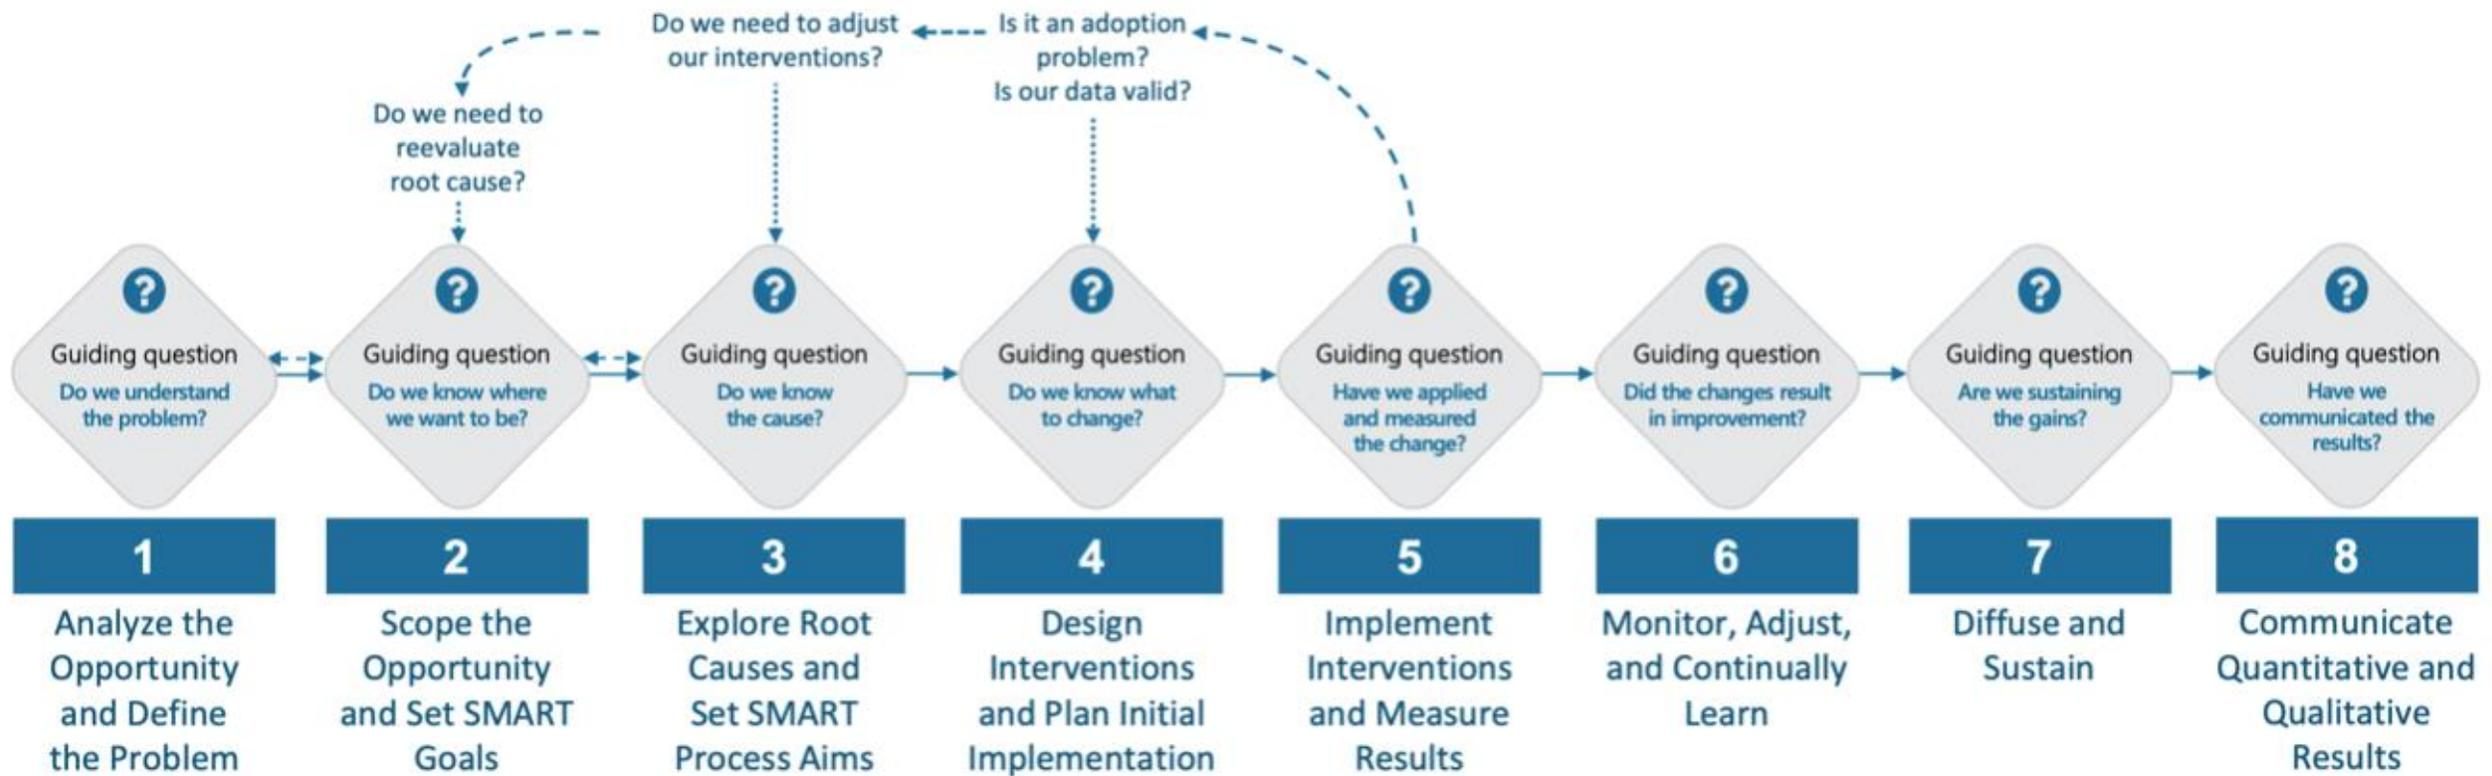 Do we need to adjust
our interventions?
Is it an adoption
problem?
Is our data valid?
Do we need to
reevaluate
root cause?
?
Guiding question
Do we understand
the problem?
?
Guiding question
Do we know where
we want to be?
?
Guiding question
Do we know
the cause?
?
Guiding question
Do we know what
to change?
?
Guiding question
Have we applied
and measured
the change?
?
Guiding question
Did the changes result
in improvement?
?
Guiding question
Are we sustaining
the gains?
?
Guiding question
Have we
communicated the
results?
1
Analyze the
Opportunity
and Define
the Problem
2
Scope the
Opportunity
and Set SMART
Goals
3
Explore Root
Causes and
Set SMART
Process Aims
4
Design
Interventions
and Plan Initial
Implementation
5
Implement
Interventions
and Measure
Results
6
Monitor, Adjust,
and Continually
Learn
7
Diffuse and
Sustain
8
Communicate
Quantitative and
Qualitative
Results